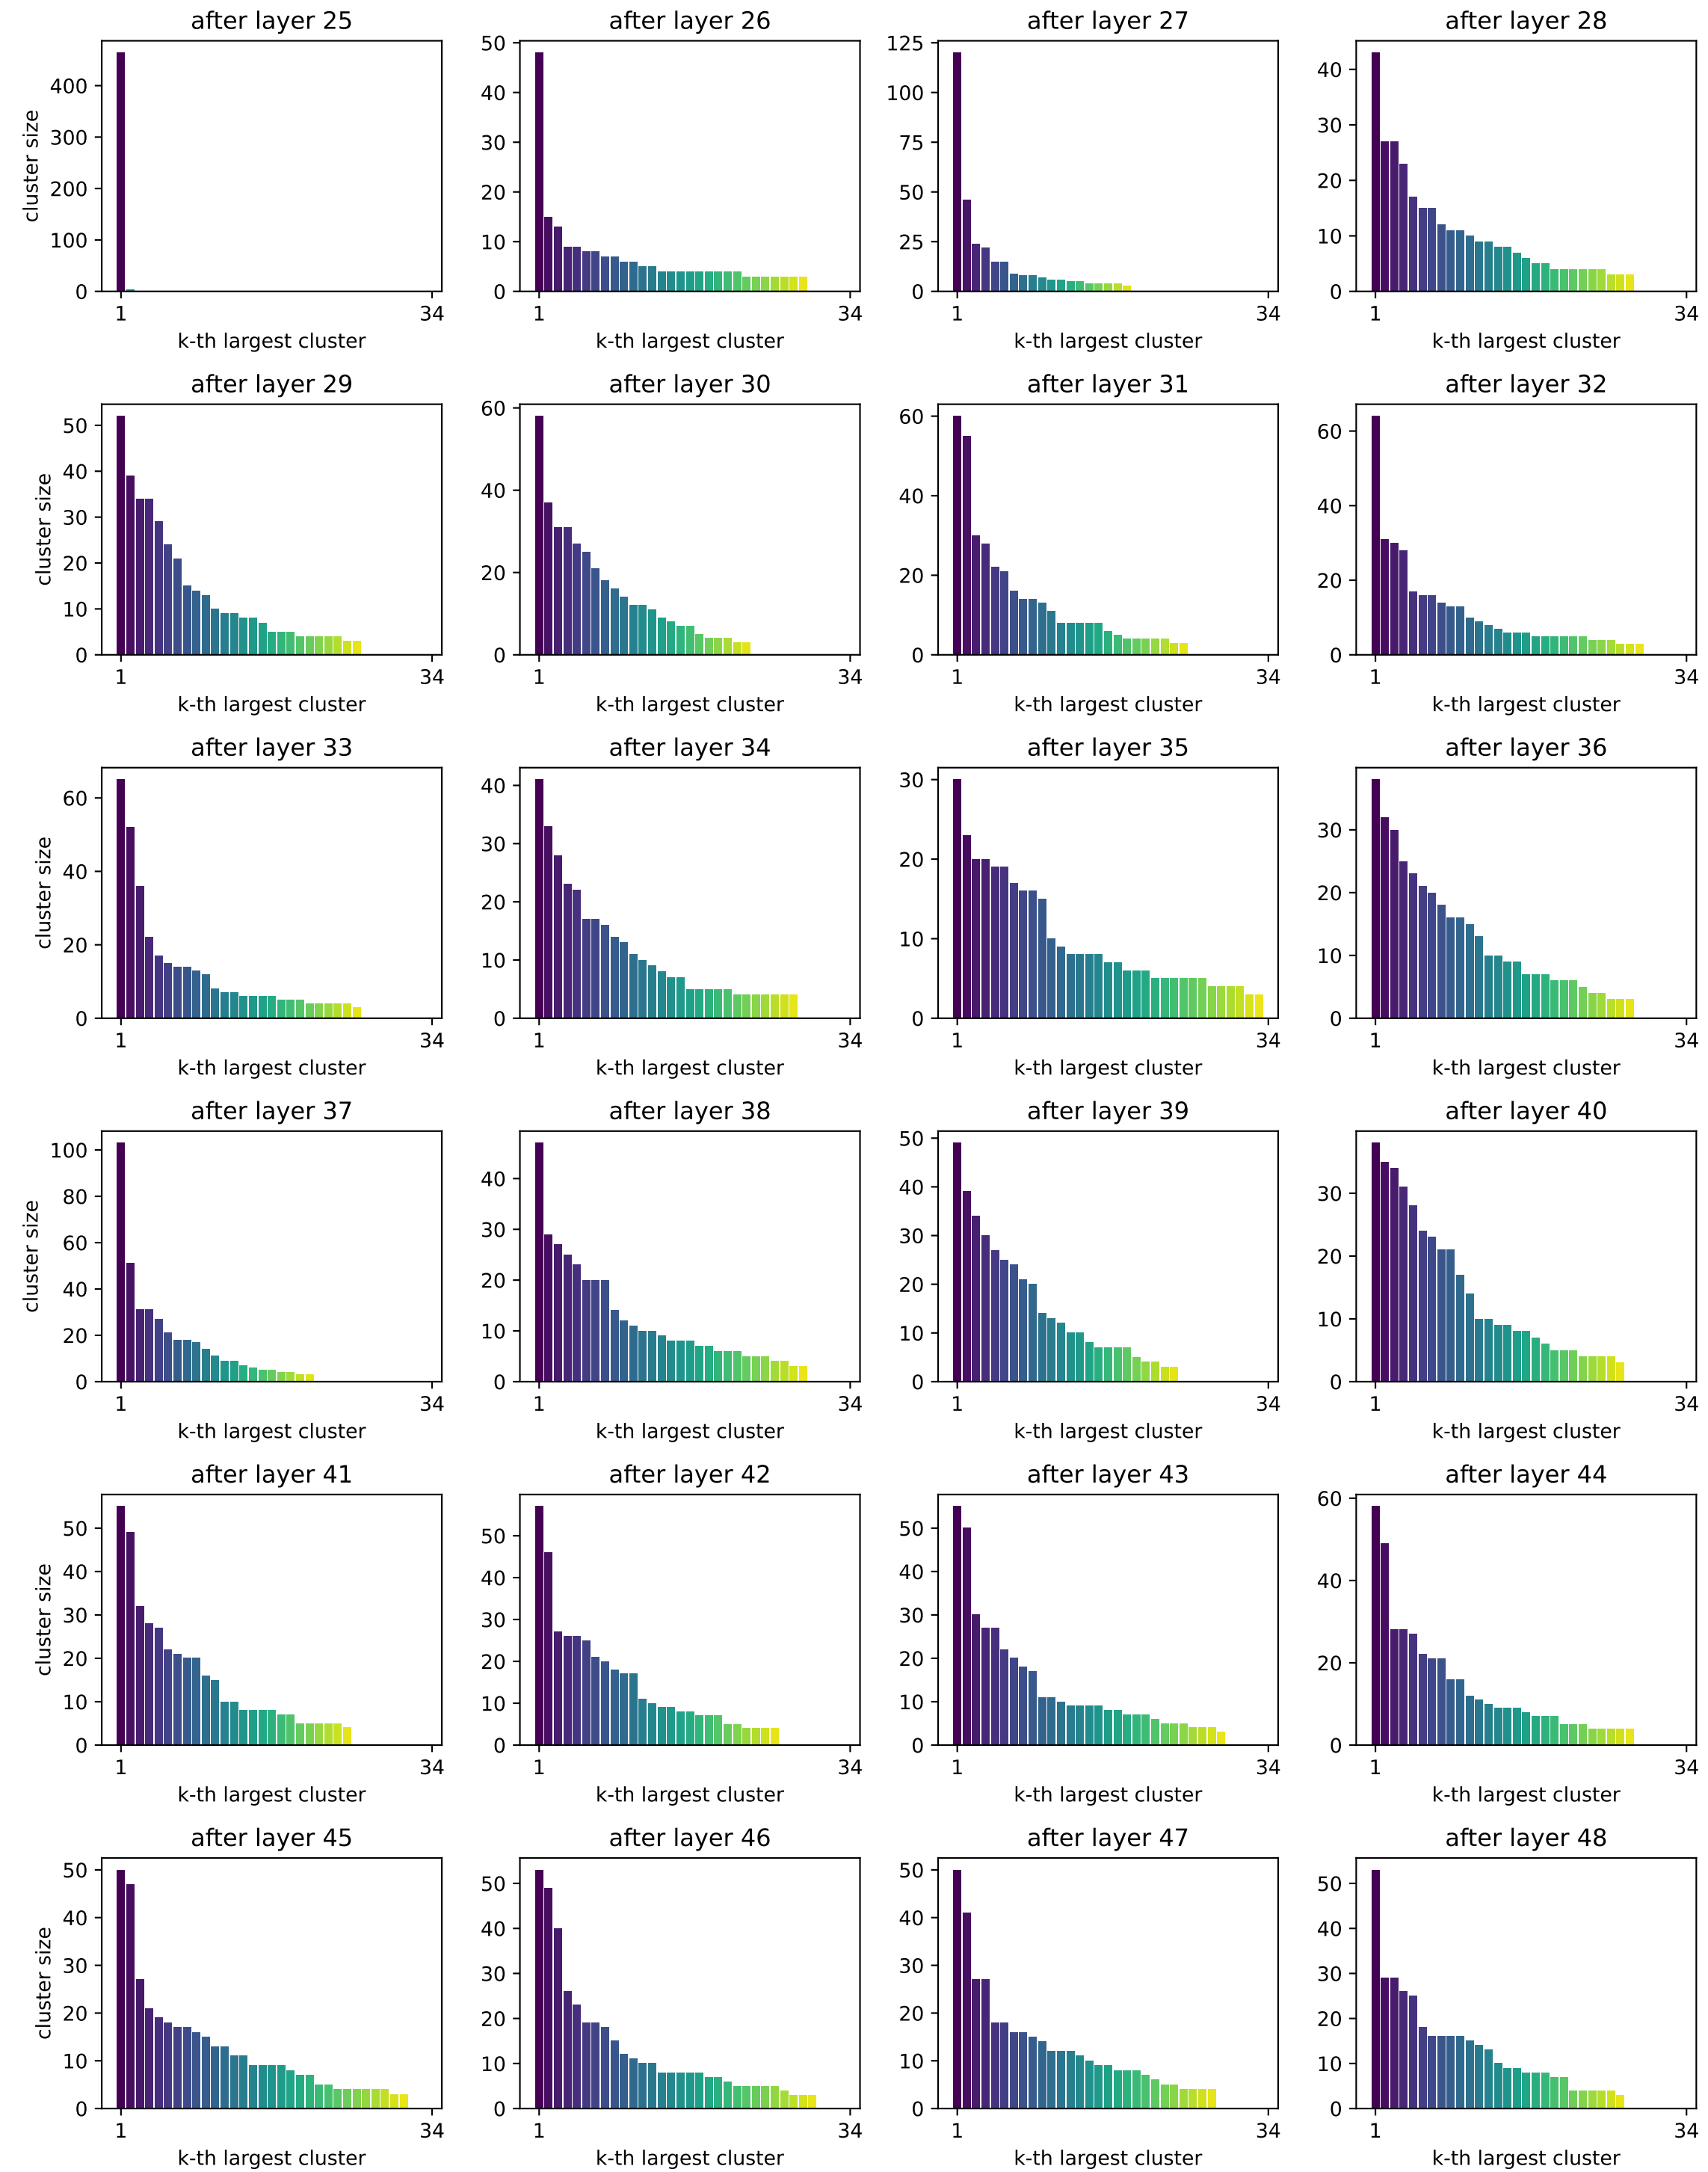 after layer 25
400
300
200
100
0
cluster size
1 34
k-th largest cluster
after layer 26
50
40
30
20
10
0
1 34
k-th largest cluster
after layer 27
125
100
75
50
25
0
1 34
k-th largest cluster
after layer 28
40
30
20
10
0
1 34
k-th largest cluster
after layer 29
50
40
30
20
10
0
cluster size
1 34
k-th largest cluster
after layer 30
60
40
20
0
1 34
k-th largest cluster
after layer 31
60
40
20
0
1 34
k-th largest cluster
after layer 32
60
40
20
0
1 34
k-th largest cluster
after layer 33
60
40
20
0
cluster size
1 34
k-th largest cluster
after layer 34
40
30
20
10
0
1 34
k-th largest cluster
after layer 35
30
20
10
0
1 34
k-th largest cluster
after layer 36
30
20
10
0
1 34
k-th largest cluster
after layer 37
100
80
60
40
20
0
cluster size
1 34
k-th largest cluster
after layer 38
40
30
20
10
0
1 34
k-th largest cluster
after layer 39
50
40
30
20
10
0
1 34
k-th largest cluster
after layer 40
30
20
10
0
1 34
k-th largest cluster
after layer 41
50
40
30
20
10
0
cluster size
1 34
k-th largest cluster
after layer 42
50
40
30
20
10
0
1 34
k-th largest cluster
after layer 43
50
40
30
20
10
0
1 34
k-th largest cluster
after layer 44
60
40
20
0
1 34
k-th largest cluster
after layer 45
50
40
30
20
10
0
cluster size
1 34
k-th largest cluster
after layer 46
50
40
30
20
10
0
1 34
k-th largest cluster
after layer 47
50
40
30
20
10
0
1 34
k-th largest cluster
after layer 48
50
40
30
20
10
0
1 34
k-th largest cluster